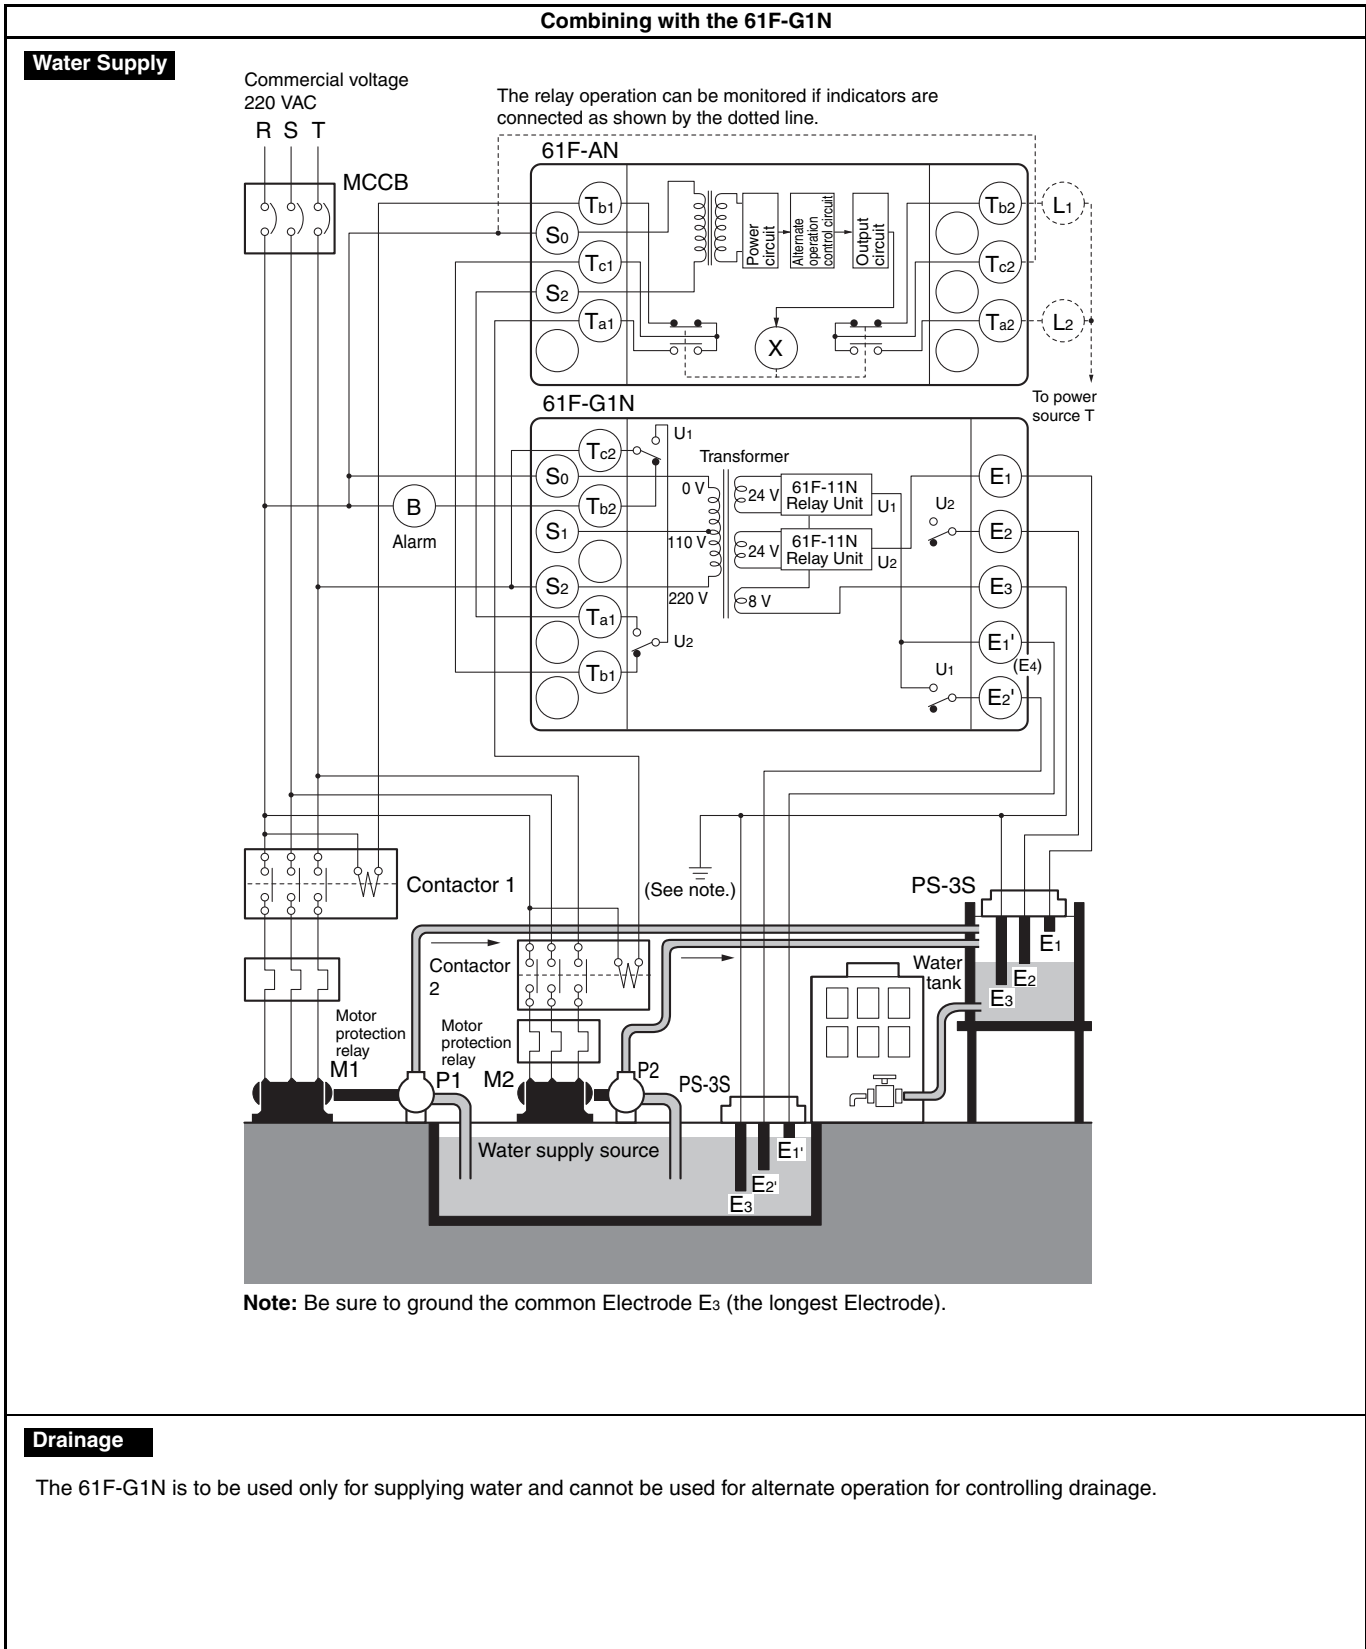 Combining with the 61F-G1N
Water Supply
Commercial voltage
220 VAC
R S T
MCCB
The relay operation can be monitored if indicators are
connected as shown by the dotted line.
61F-AN
Tb1
S0
Tc1
S2
Ta1
Power
circuit
Alternate
operation
control circuit
Output
circuit
X
Tb2
Tc2
Ta2
L1
L2
To power
source T
61F-G1N
Tc2
S0
Tb2
S1
S2
Ta1
Tb1
B
Alarm
U1
U2
Transformer
0 V
110 V
220 V
24 V
24 V
8 V
61F-11N
Relay Unit
U1
61F-11N
Relay Unit
U2
U2
U1
E1
E2
E3
E1'
(E4)
E2'
Contactor 1
(See note.)
PS-3S
E1
E2
E3
Water
tank
Contactor
2
Motor
protection
relay
M1
P1
Motor
protection
relay
M2
P2
PS-3S
Water supply source
E1'
E2'
E3
Note: Be sure to ground the common Electrode E3 (the longest Electrode).
Drainage
The 61F-G1N is to be used only for supplying water and cannot be used for alternate operation for controlling drainage.